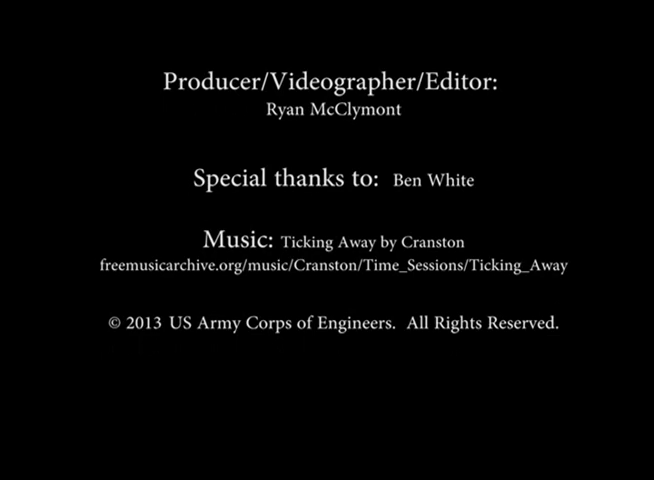 Producer/Videographer/Editor:
Ryan McClymont
Special thanks to: Ben White
Music: Ticking Away by Cranston
freemusicarchive.org/music/Cranston/Time_Sessions/Ticking_Away
© 2013 US Army Corps of Engineers. All Rights Reserved.